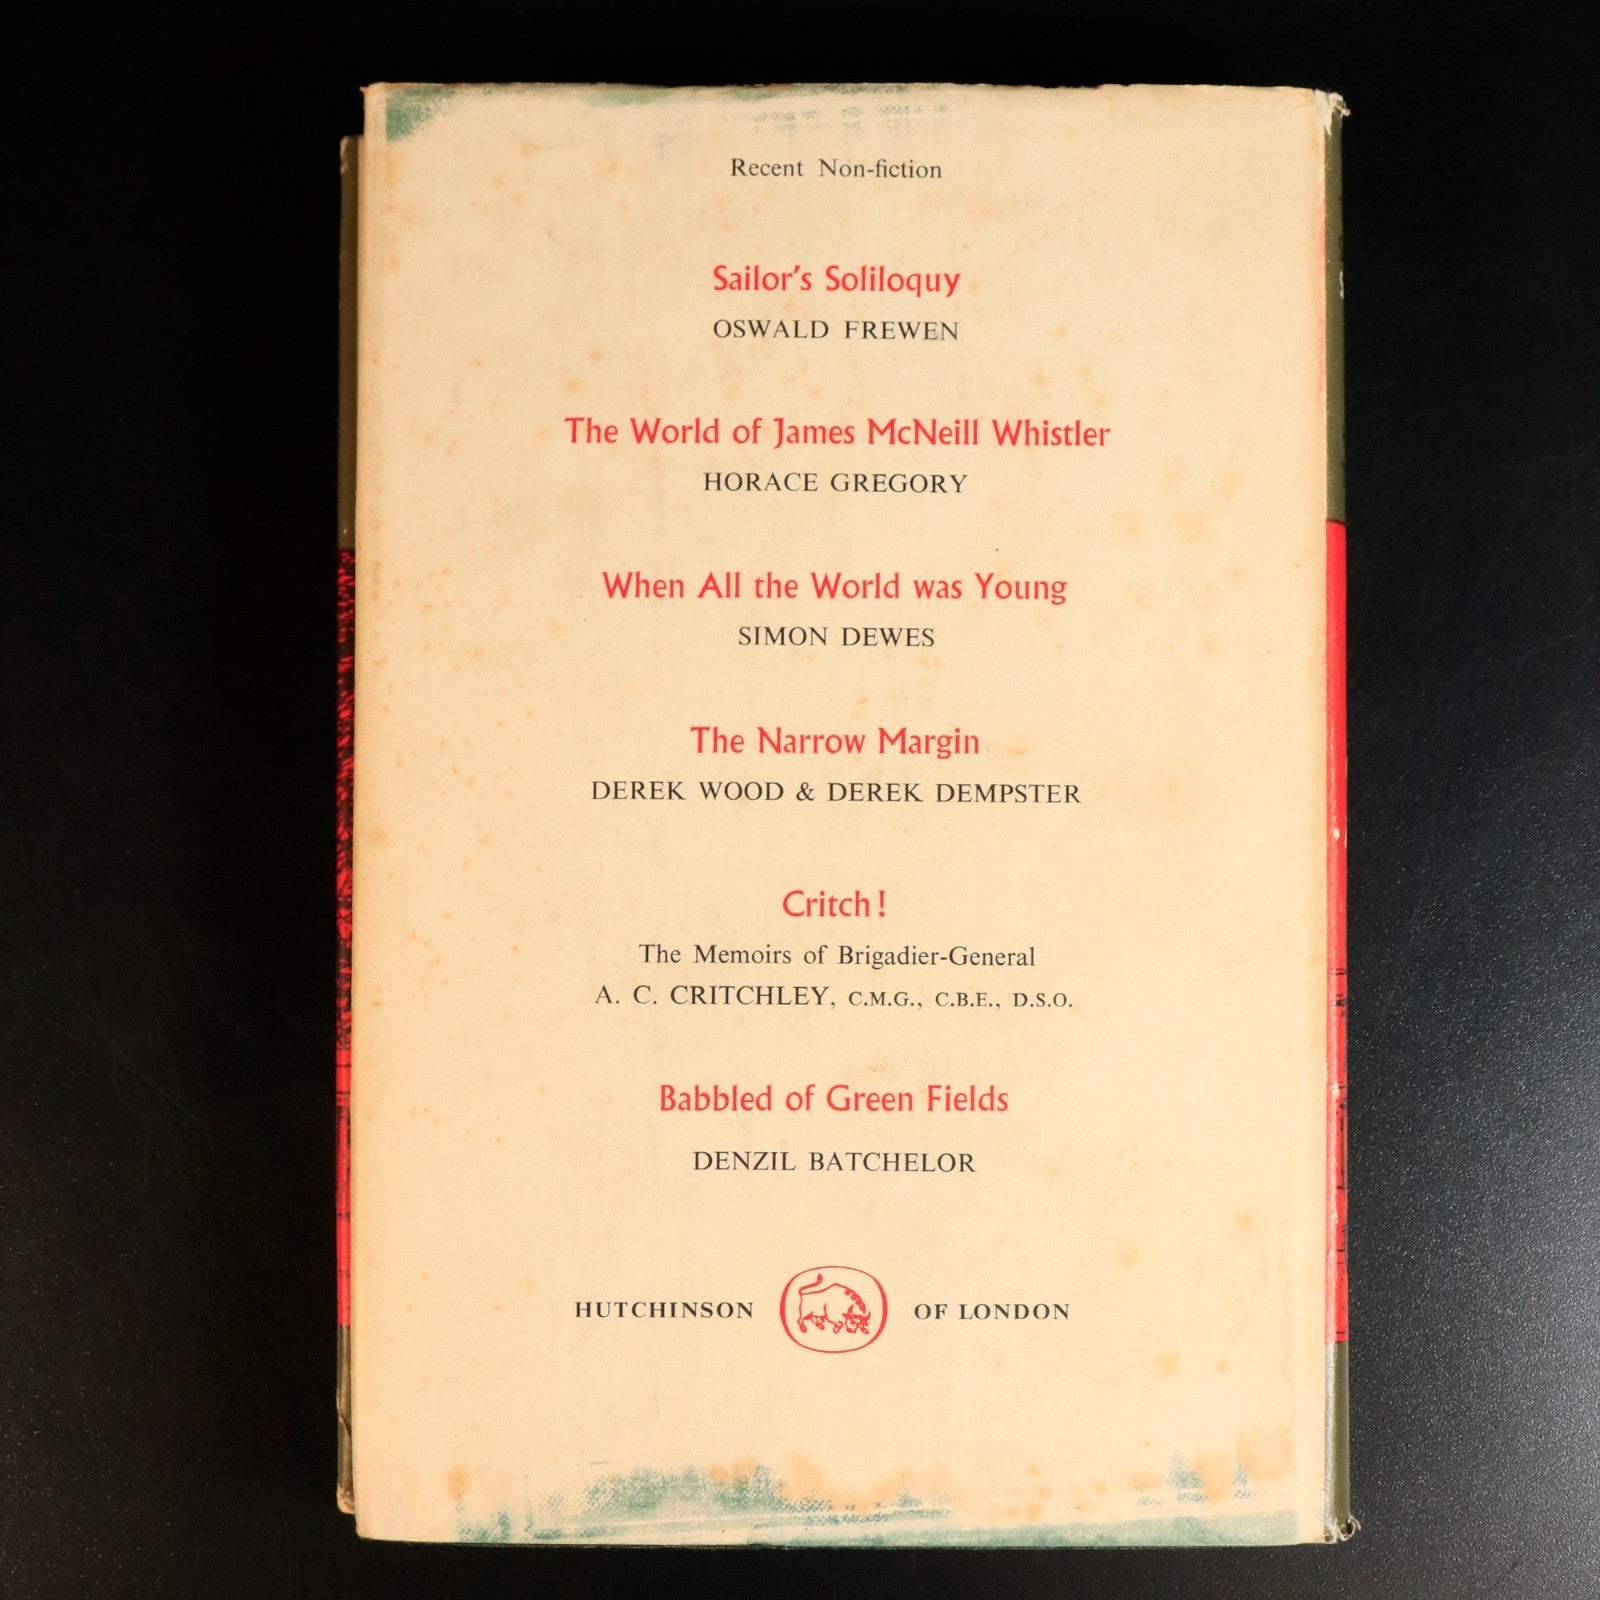 Recent Non-fiction
Sailor's Soliloquy
OSWALD FREWEN
The World of James McNeill Whistler
HORACE GREGORY
When All the World was Young
SIMON DEWES
The Narrow Margin
DEREK WOOD & DEREK DEMPSTER
Critch!
The Memoirs of Brigadier-General
A. C. CRITCHLEY, C.M.G., C.B.E., D.S.O.
Babbled of Green Fields
DENZIL BATCHELOR
HUTCHINSON OF LONDON